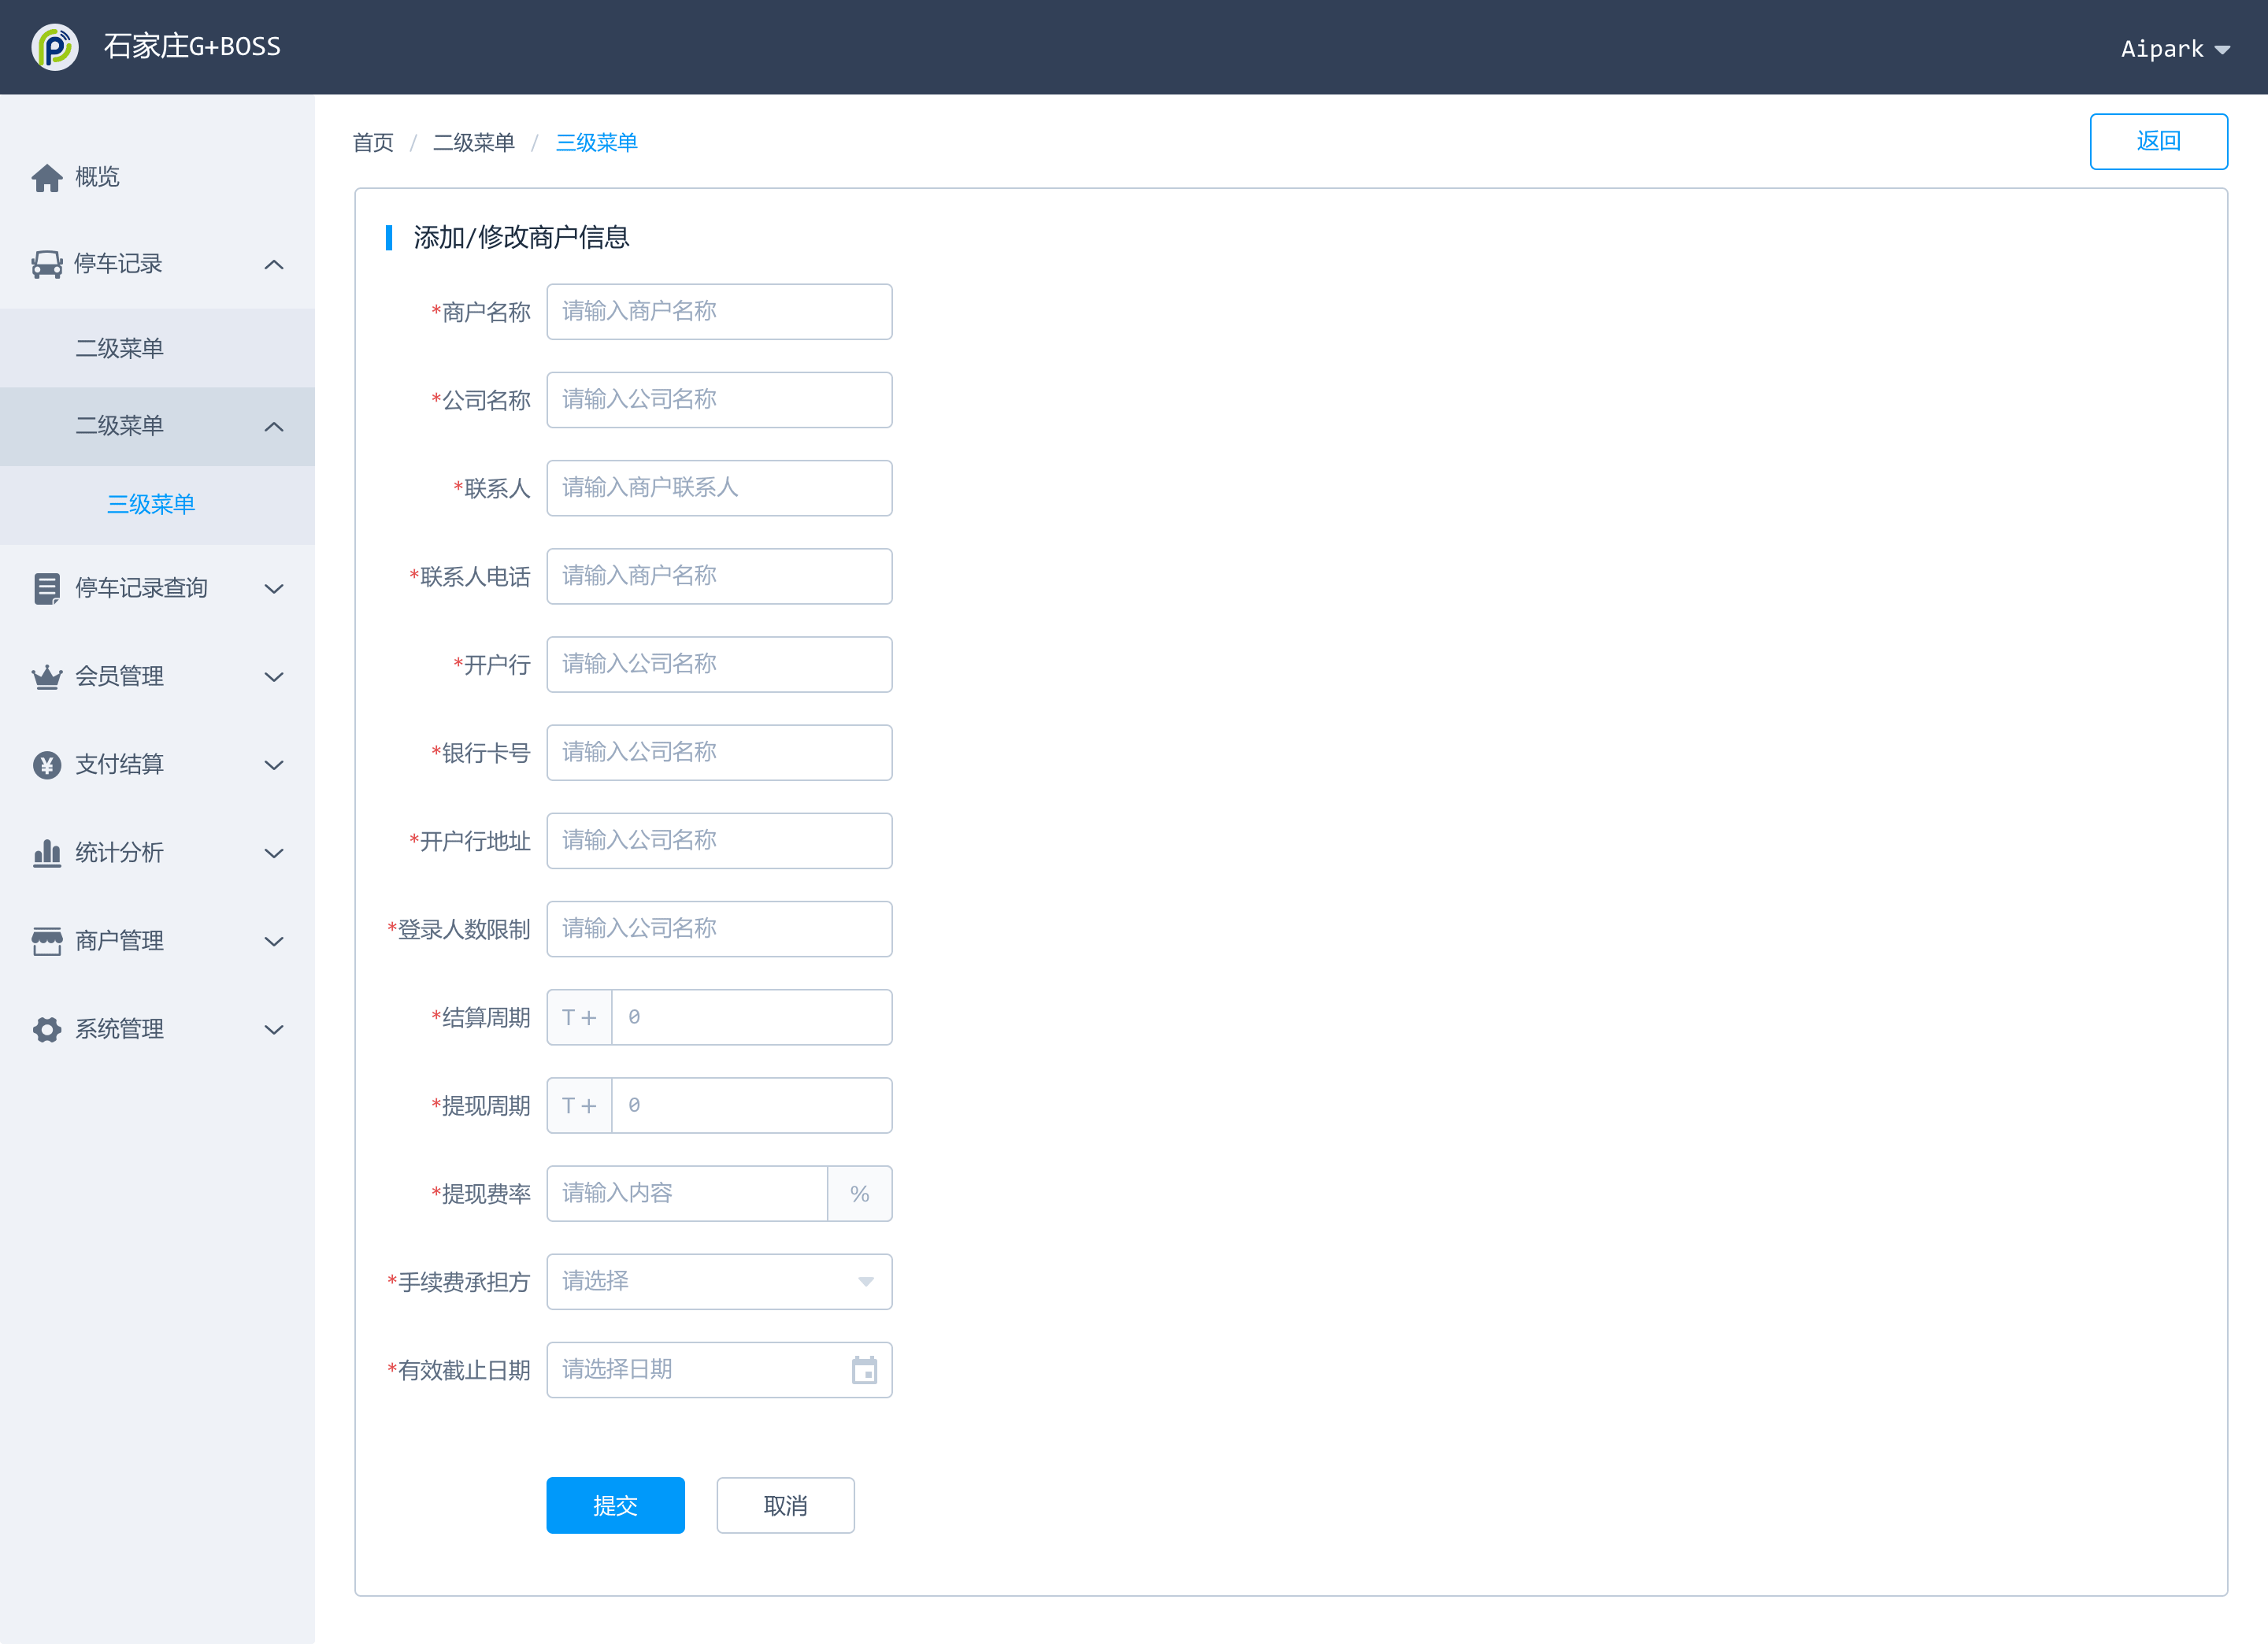 石家庄G+BOSS
Aipark
首页 / 二级菜单 / 三级菜单
返回
概览
停车记录
二级菜单
二级菜单
三级菜单
停车记录查询
会员管理
支付结算
统计分析
商户管理
系统管理
添加/修改商户信息
*商户名称 请输入商户名称
*公司名称 请输入公司名称
*联系人 请输入商户联系人
*联系人电话 请输入商户名称
*开户行 请输入公司名称
*银行卡号 请输入公司名称
*开户行地址 请输入公司名称
*登录人数限制 请输入公司名称
*结算周期 T+ 0
*提现周期 T+ 0
*提现费率 请输入内容 %
*手续费承担方 请选择
*有效截止日期 请选择日期
提交 取消